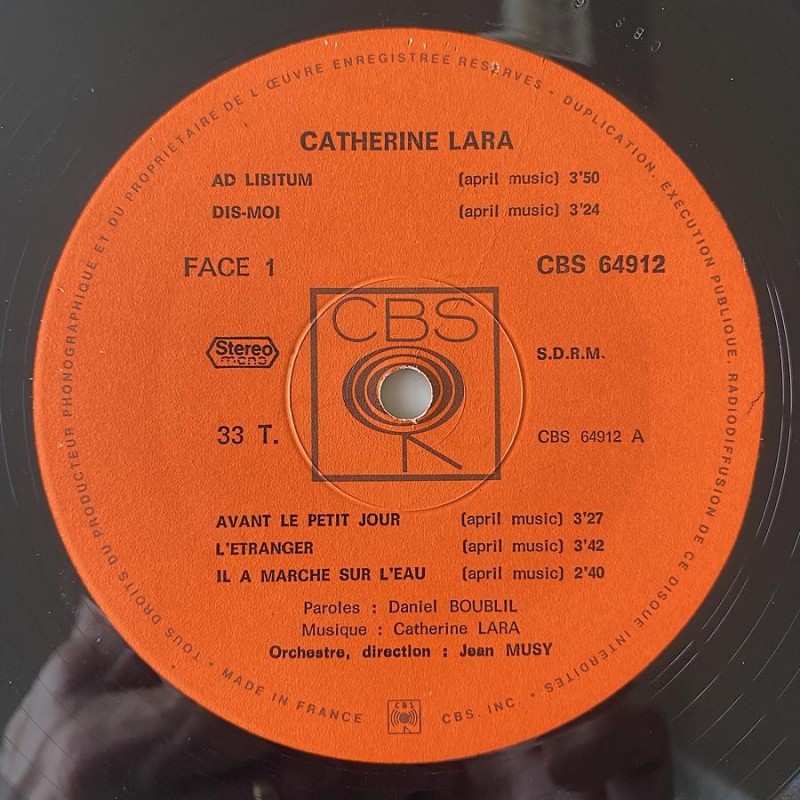 TOUS DROITS DU PRODUCTEUR PHONOGRAPHIQUE ET DU PROPRIETAIRE DE L'ŒUVRE ENREGISTREE RESERVES • DUPLICATION, EXECUTION PUBLIQUE, RADIODIFFUSION DE CE DISQUE INTERDITES
CATHERINE LARA
AD LIBITUM (april music) 3'50
DIS-MOI (april music) 3'24
FACE 1 CBS 64912
CBS
Stereo S.D.R.M.
mono
33 T. CBS 64912 A
AVANT LE PETIT JOUR (april music) 3'27
L'ETRANGER (april music) 3'42
IL A MARCHE SUR L'EAU (april music) 2'40
Paroles : Daniel BOUBLIL
Musique : Catherine LARA
Orchestre, direction : Jean MUSY
• MADE IN FRANCE CBS CBS. INC. •